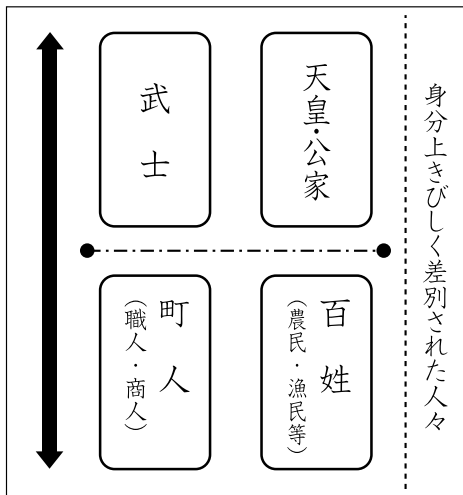 身分上きびしく差別された人々
天皇・公家
武士
百姓
(農民・漁民等)
町人
(職人・商人)